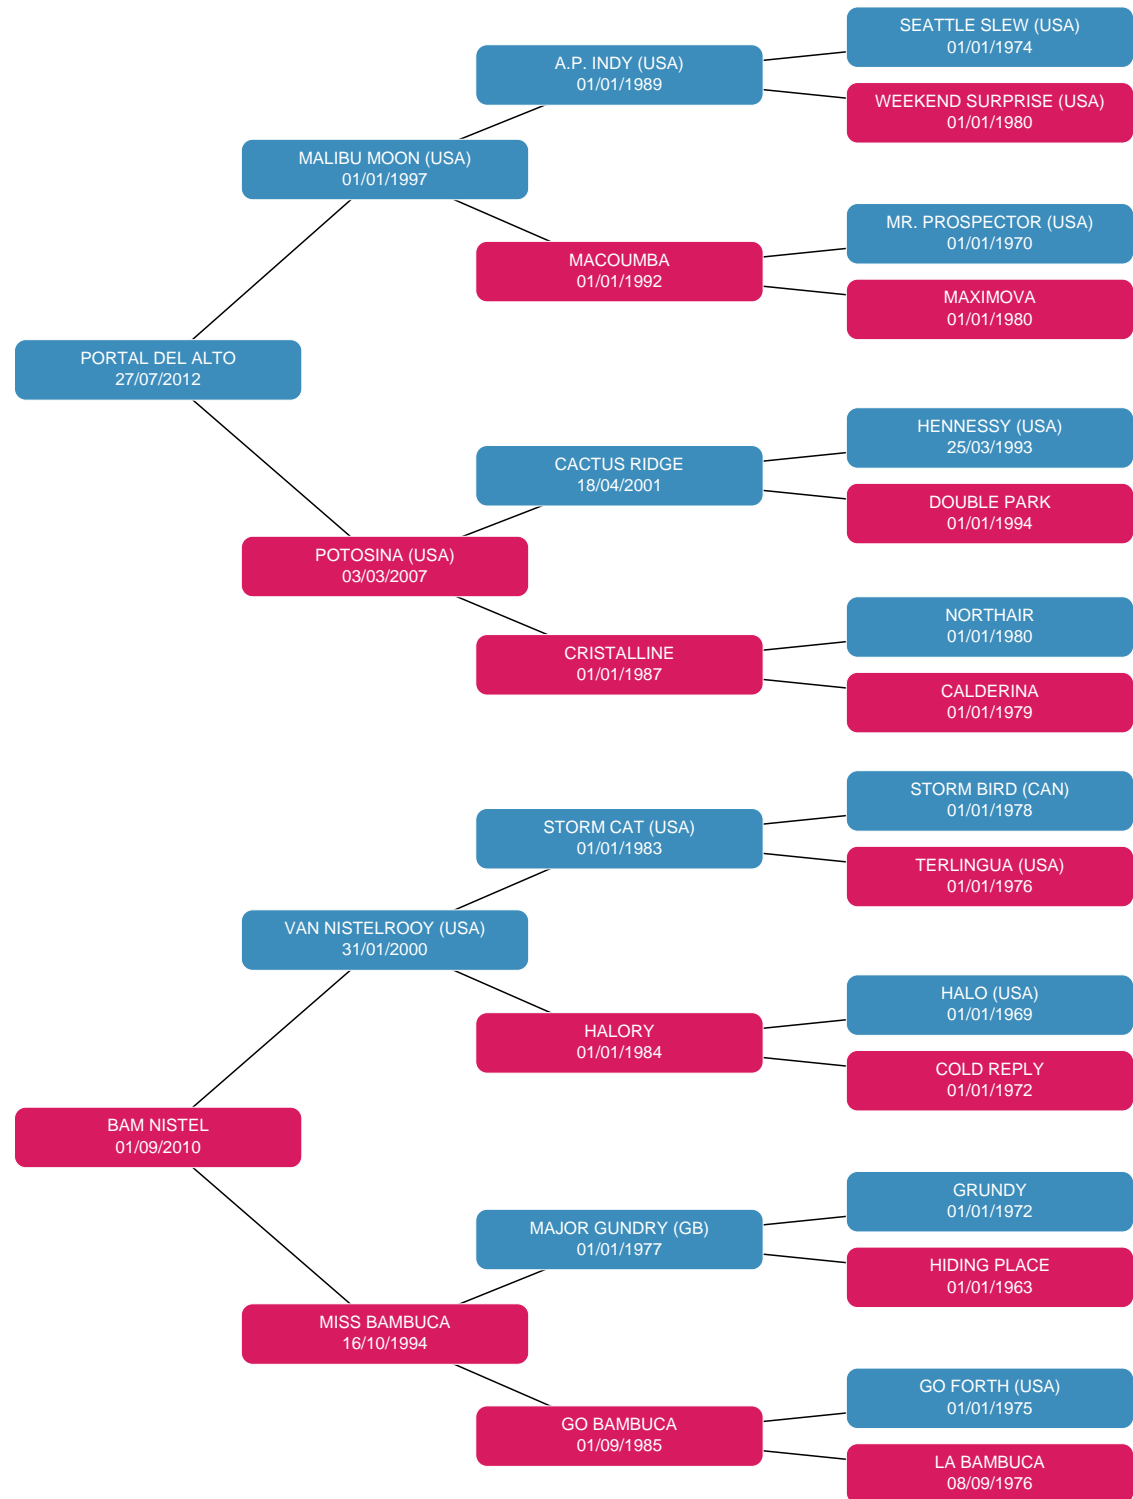 SEATTLE SLEW (USA)
01/01/1974
A.P. INDY (USA)
01/01/1989
WEEKEND SURPRISE (USA)
01/01/1980
MALIBU MOON (USA)
01/01/1997
MR. PROSPECTOR (USA)
01/01/1970
MACOUMBA
01/01/1992
MAXIMOVA
01/01/1980
PORTAL DEL ALTO
27/07/2012
HENNESSY (USA)
25/03/1993
CACTUS RIDGE
18/04/2001
DOUBLE PARK
01/01/1994
POTOSINA (USA)
03/03/2007
NORTHAIR
01/01/1980
CRISTALLINE
01/01/1987
CALDERINA
01/01/1979
STORM BIRD (CAN)
01/01/1978
STORM CAT (USA)
01/01/1983
TERLINGUA (USA)
01/01/1976
VAN NISTELROOY (USA)
31/01/2000
HALO (USA)
01/01/1969
HALORY
01/01/1984
COLD REPLY
01/01/1972
BAM NISTEL
01/09/2010
GRUNDY
01/01/1972
MAJOR GUNDRY (GB)
01/01/1977
HIDING PLACE
01/01/1963
MISS BAMBUCA
16/10/1994
GO FORTH (USA)
01/01/1975
GO BAMBUCA
01/09/1985
LA BAMBUCA
08/09/1976